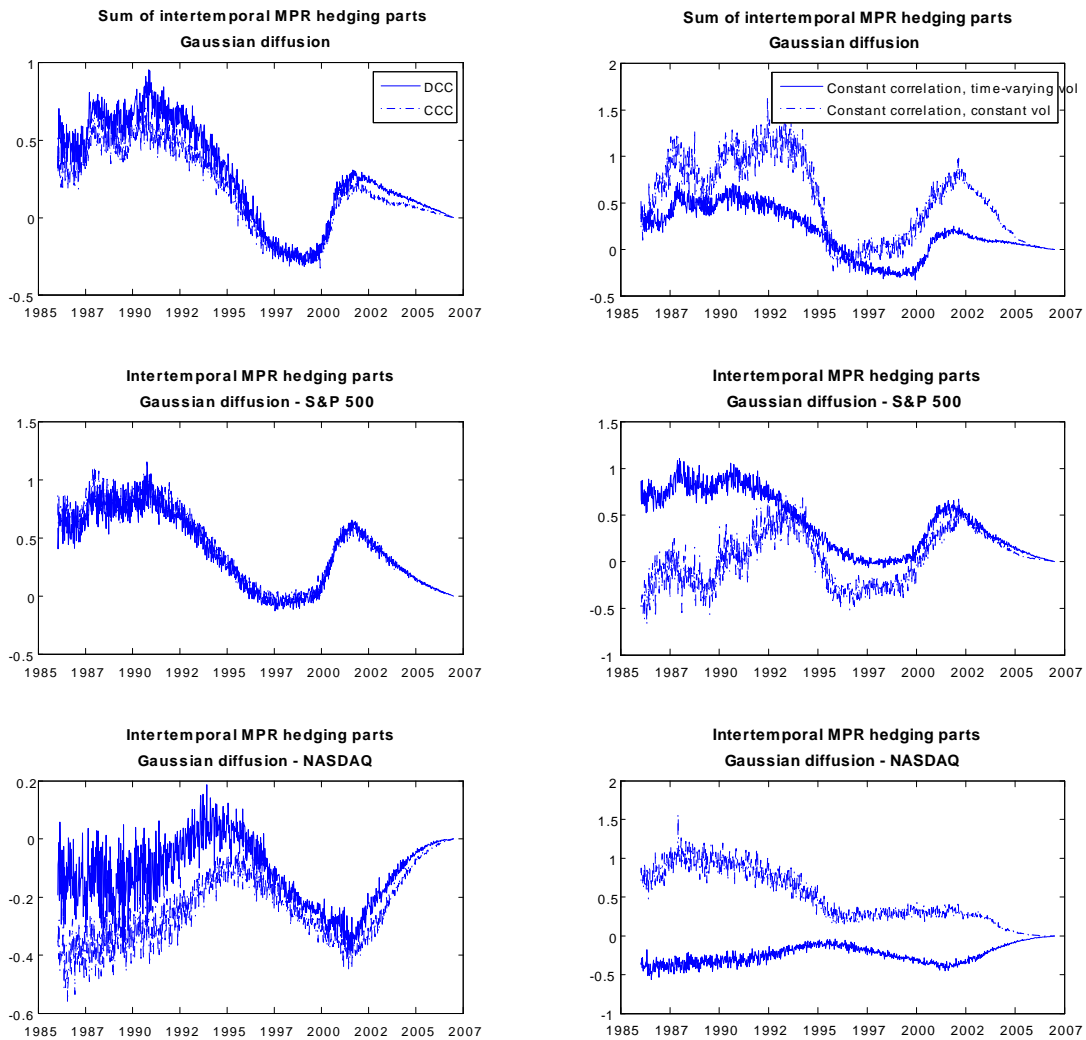 Sum of intertemporal MPR hedging parts
Gaussian diffusion
1
0.5
0
-0.5
1985 1987 1990 1992 1995 1997 2000 2002 2005 2007
DCC
CCC
Sum of intertemporal MPR hedging parts
Gaussian diffusion
2
1.5
1
0.5
0
-0.5
1985 1987 1990 1992 1995 1997 2000 2002 2005 2007
Constant correlation, time-varying vol
Constant correlation, constant vol
Intertemporal MPR hedging parts
Gaussian diffusion - S&P 500
1.5
1
0.5
0
-0.5
1985 1987 1990 1992 1995 1997 2000 2002 2005 2007
Intertemporal MPR hedging parts
Gaussian diffusion - S&P 500
1.5
1
0.5
0
-0.5
-1
1985 1987 1990 1992 1995 1997 2000 2002 2005 2007
Intertemporal MPR hedging parts
Gaussian diffusion - NASDAQ
0.2
0
-0.2
-0.4
-0.6
1985 1987 1990 1992 1995 1997 2000 2002 2005 2007
Intertemporal MPR hedging parts
Gaussian diffusion - NASDAQ
2
1.5
1
0.5
0
-0.5
-1
1985 1987 1990 1992 1995 1997 2000 2002 2005 2007